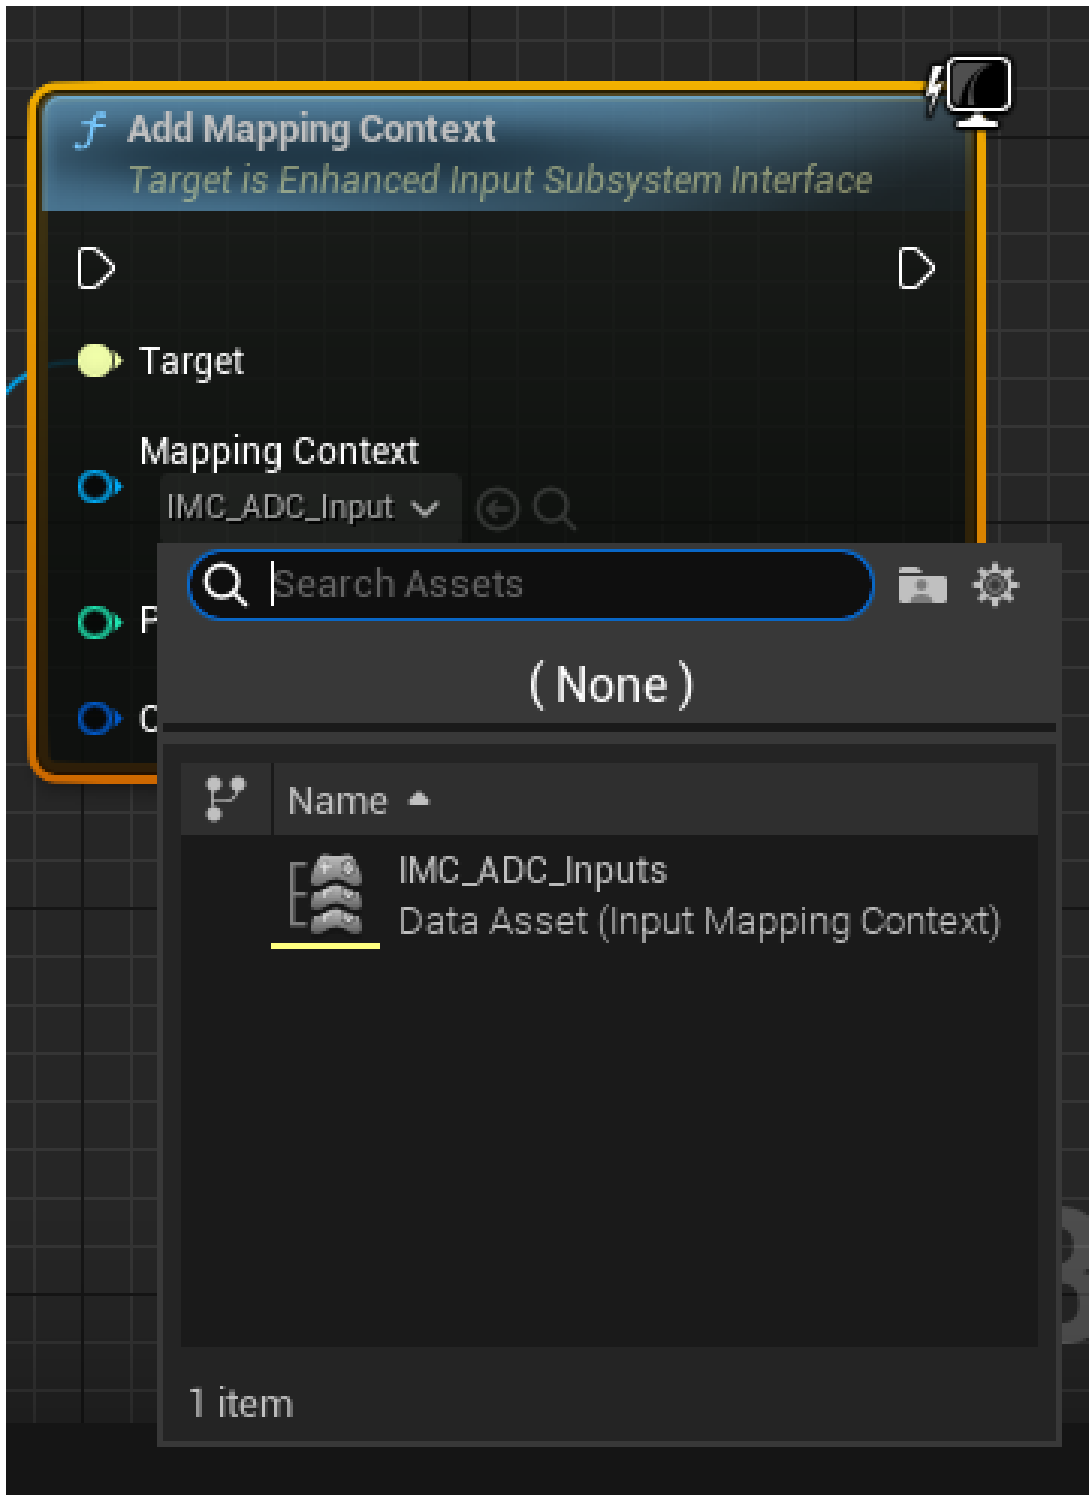 Add Mapping Context
Target is Enhanced Input Subsystem Interface
Target
Mapping Context
IMC_ADC_Input
Search Assets
( None )
Name
IMC_ADC_Inputs
Data Asset (Input Mapping Context)
1 item